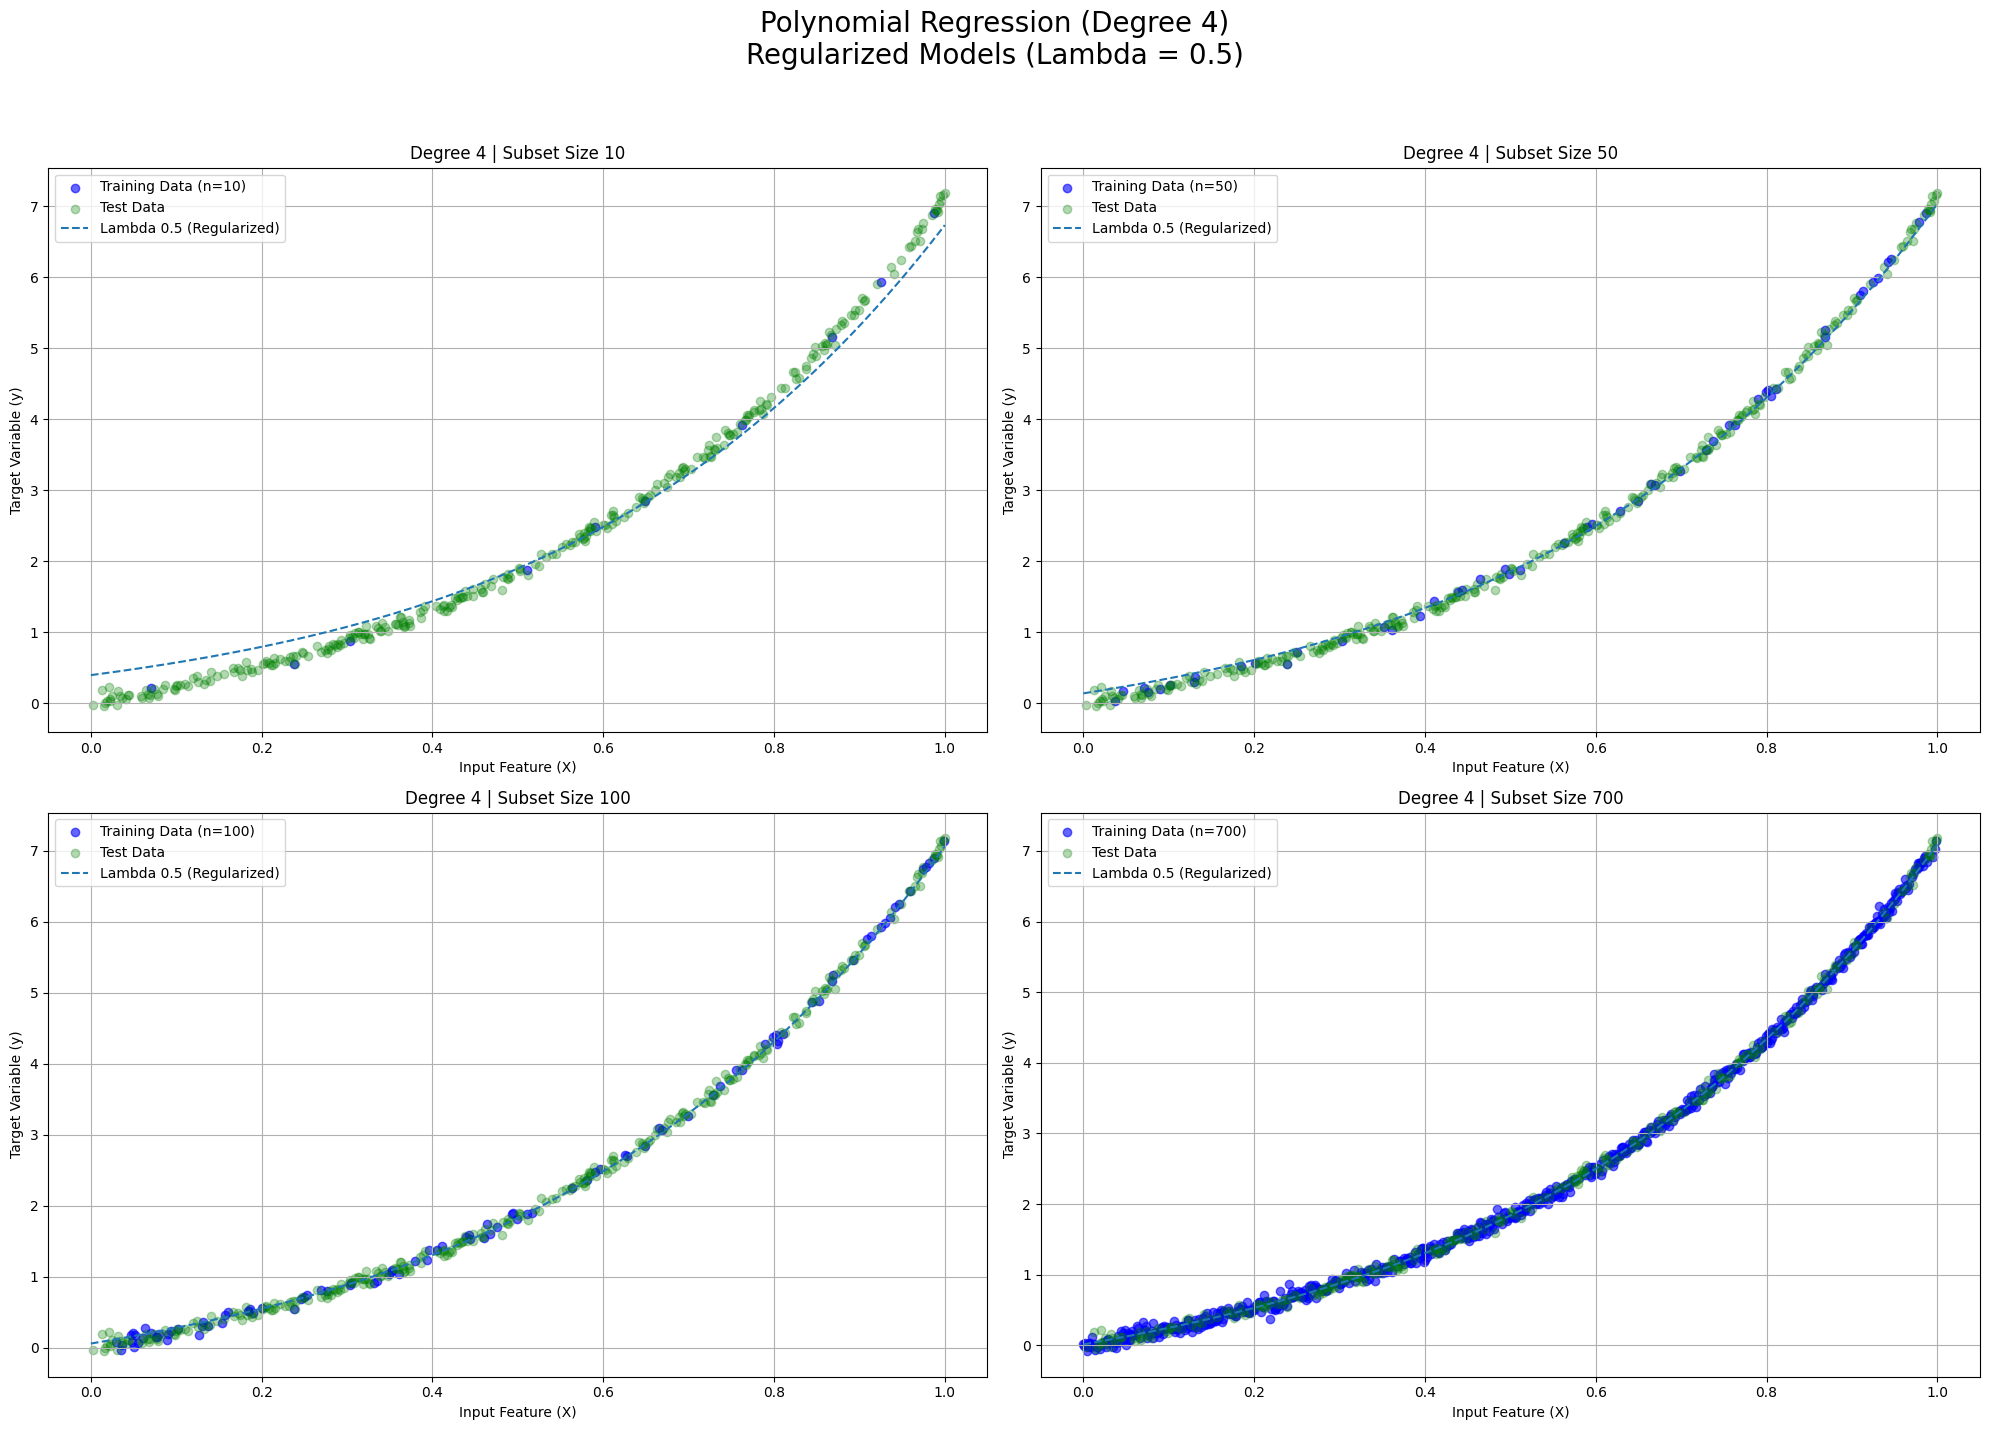 Polynomial Regression (Degree 4)
Regularized Models (Lambda = 0.5)
Degree 4 | Subset Size 10
Training Data (n=10)
Test Data
Lambda 0.5 (Regularized)
7
6
5
4
3
2
1
0
Target Variable (y)
0.0 0.2 0.4 0.6 0.8 1.0
Input Feature (X)
Degree 4 | Subset Size 50
Training Data (n=50)
Test Data
Lambda 0.5 (Regularized)
7
6
5
4
3
2
1
0
Target Variable (y)
0.0 0.2 0.4 0.6 0.8 1.0
Input Feature (X)
Degree 4 | Subset Size 100
Training Data (n=100)
Test Data
Lambda 0.5 (Regularized)
7
6
5
4
3
2
1
0
Target Variable (y)
0.0 0.2 0.4 0.6 0.8 1.0
Input Feature (X)
Degree 4 | Subset Size 700
Training Data (n=700)
Test Data
Lambda 0.5 (Regularized)
7
6
5
4
3
2
1
0
Target Variable (y)
0.0 0.2 0.4 0.6 0.8 1.0
Input Feature (X)